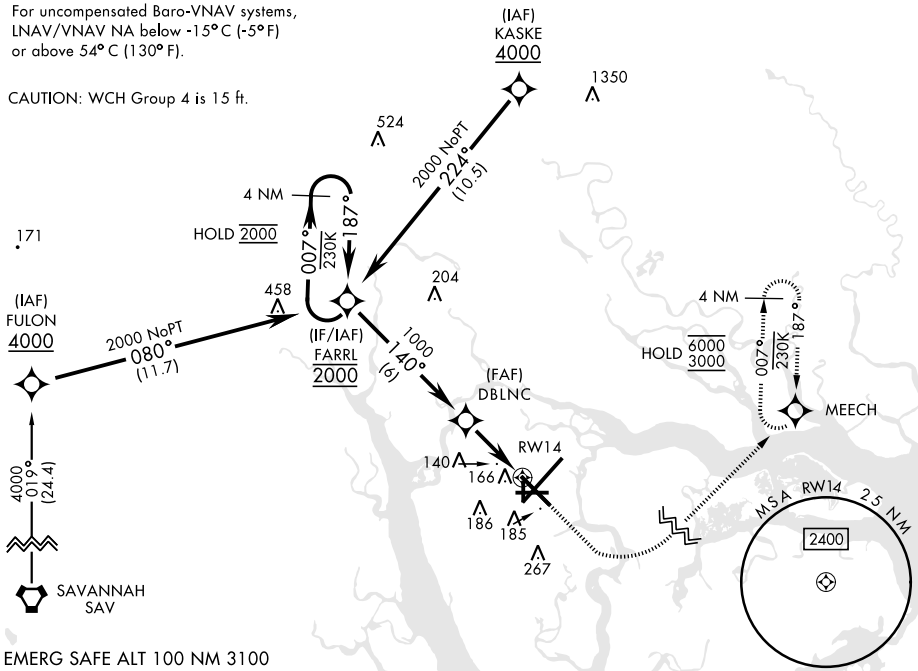 For uncompensated Baro-VNAV systems,
LNAV/VNAV NA below -15°C (-5°F)
or above 54°C (130°F).
CAUTION: WCH Group 4 is 15 ft.
(IAF)
KASKE
4000
1350
524
2000 NoPT
224°
(10.5)
4 NM
HOLD 2000
007°
230K
187°
171
(IAF)
FULON
4000
458
204
2000 NoPT
080°
(11.7)
(IF/IAF)
FARRL
2000
1000
140°
(6)
4 NM
HOLD 6000
3000
007°
230K
187°
MEECH
(FAF)
DBLNC
RW14
140
166
186
185
267
4000
019°
(24.4)
SAVANNAH
SAV
MSA RW14 25 NM
2400
EMERG SAFE ALT 100 NM 3100